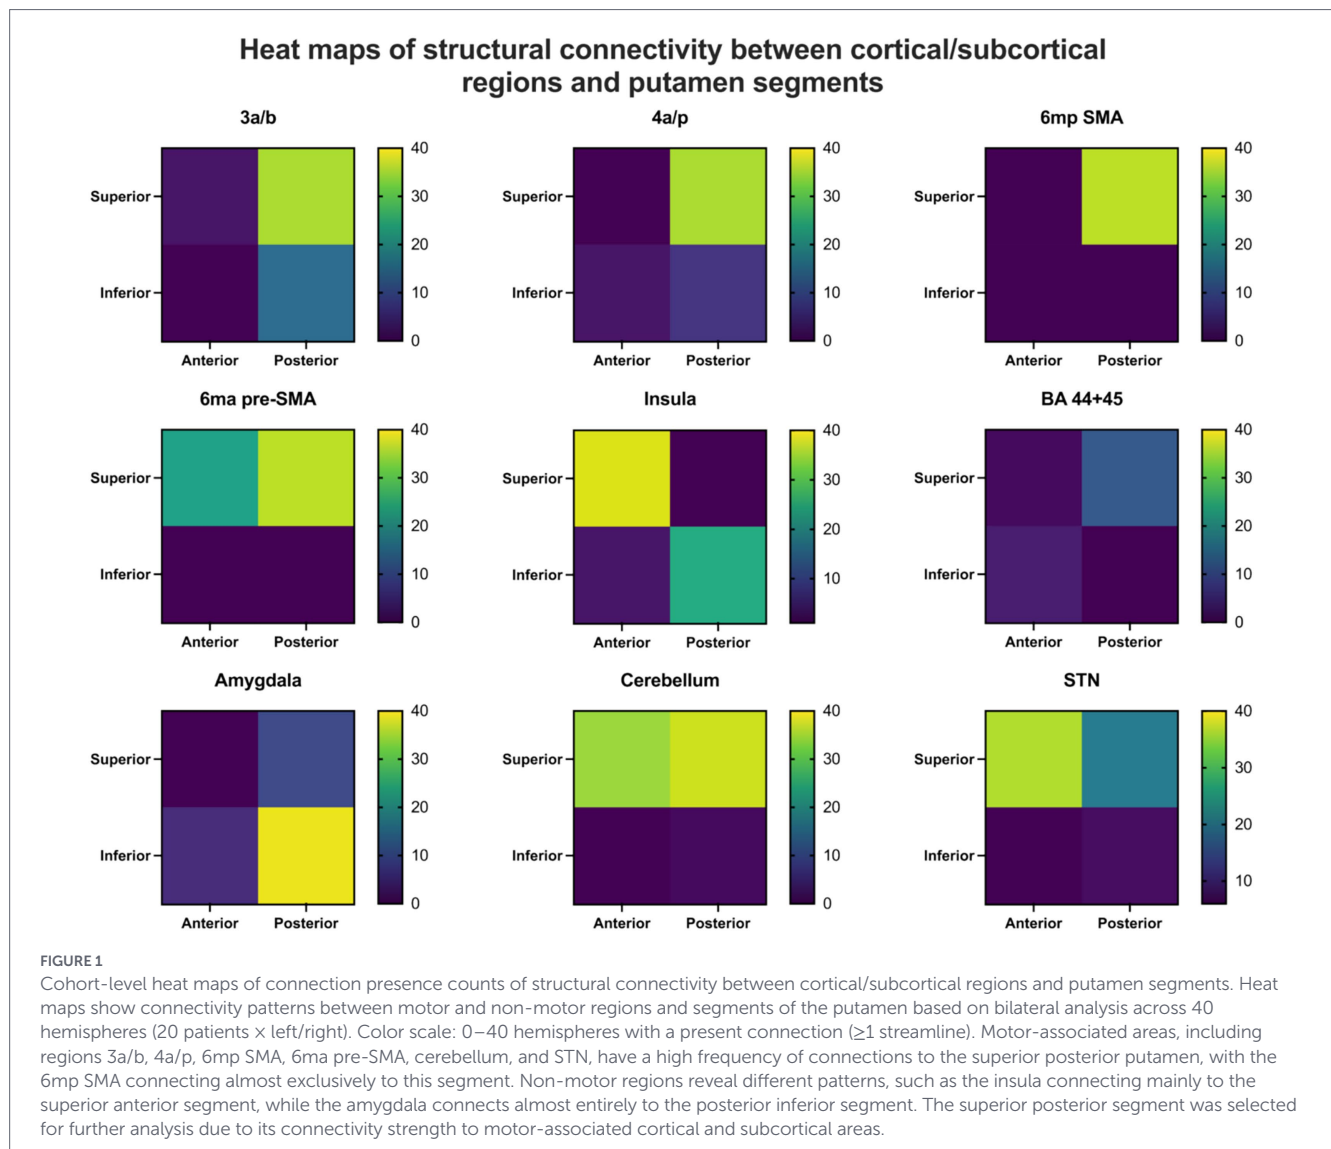 Heat maps of structural connectivity between cortical/subcortical
regions and putamen segments
3a/b
4a/p
6mp SMA
Superior
Inferior
Anterior
Posterior
40
30
20
10
0
Superior
Inferior
Anterior
Posterior
40
30
20
10
0
Superior
Inferior
Anterior
Posterior
40
30
20
10
0
6ma pre-SMA
Insula
BA 44+45
Superior
Inferior
Anterior
Posterior
40
30
20
10
0
Superior
Inferior
Anterior
Posterior
40
30
20
10
Superior
Inferior
Anterior
Posterior
40
30
20
10
0
Amygdala
Cerebellum
STN
Superior
Inferior
Anterior
Posterior
40
30
20
10
0
Superior
Inferior
Anterior
Posterior
40
30
20
10
0
Superior
Inferior
Anterior
Posterior
40
30
20
10
FIGURE 1
Cohort-level heat maps of connection presence counts of structural connectivity between cortical/subcortical regions and putamen segments. Heat
maps show connectivity patterns between motor and non-motor regions and segments of the putamen based on bilateral analysis across 40
hemispheres (20 patients × left/right). Color scale: 0–40 hemispheres with a present connection (≥1 streamline). Motor-associated areas, including
regions 3a/b, 4a/p, 6mp SMA, 6ma pre-SMA, cerebellum, and STN, have a high frequency of connections to the superior posterior putamen, with the
6mp SMA connecting almost exclusively to this segment. Non-motor regions reveal different patterns, such as the insula connecting mainly to the
superior anterior segment, while the amygdala connects almost entirely to the posterior inferior segment. The superior posterior segment was selected
for further analysis due to its connectivity strength to motor-associated cortical and subcortical areas.